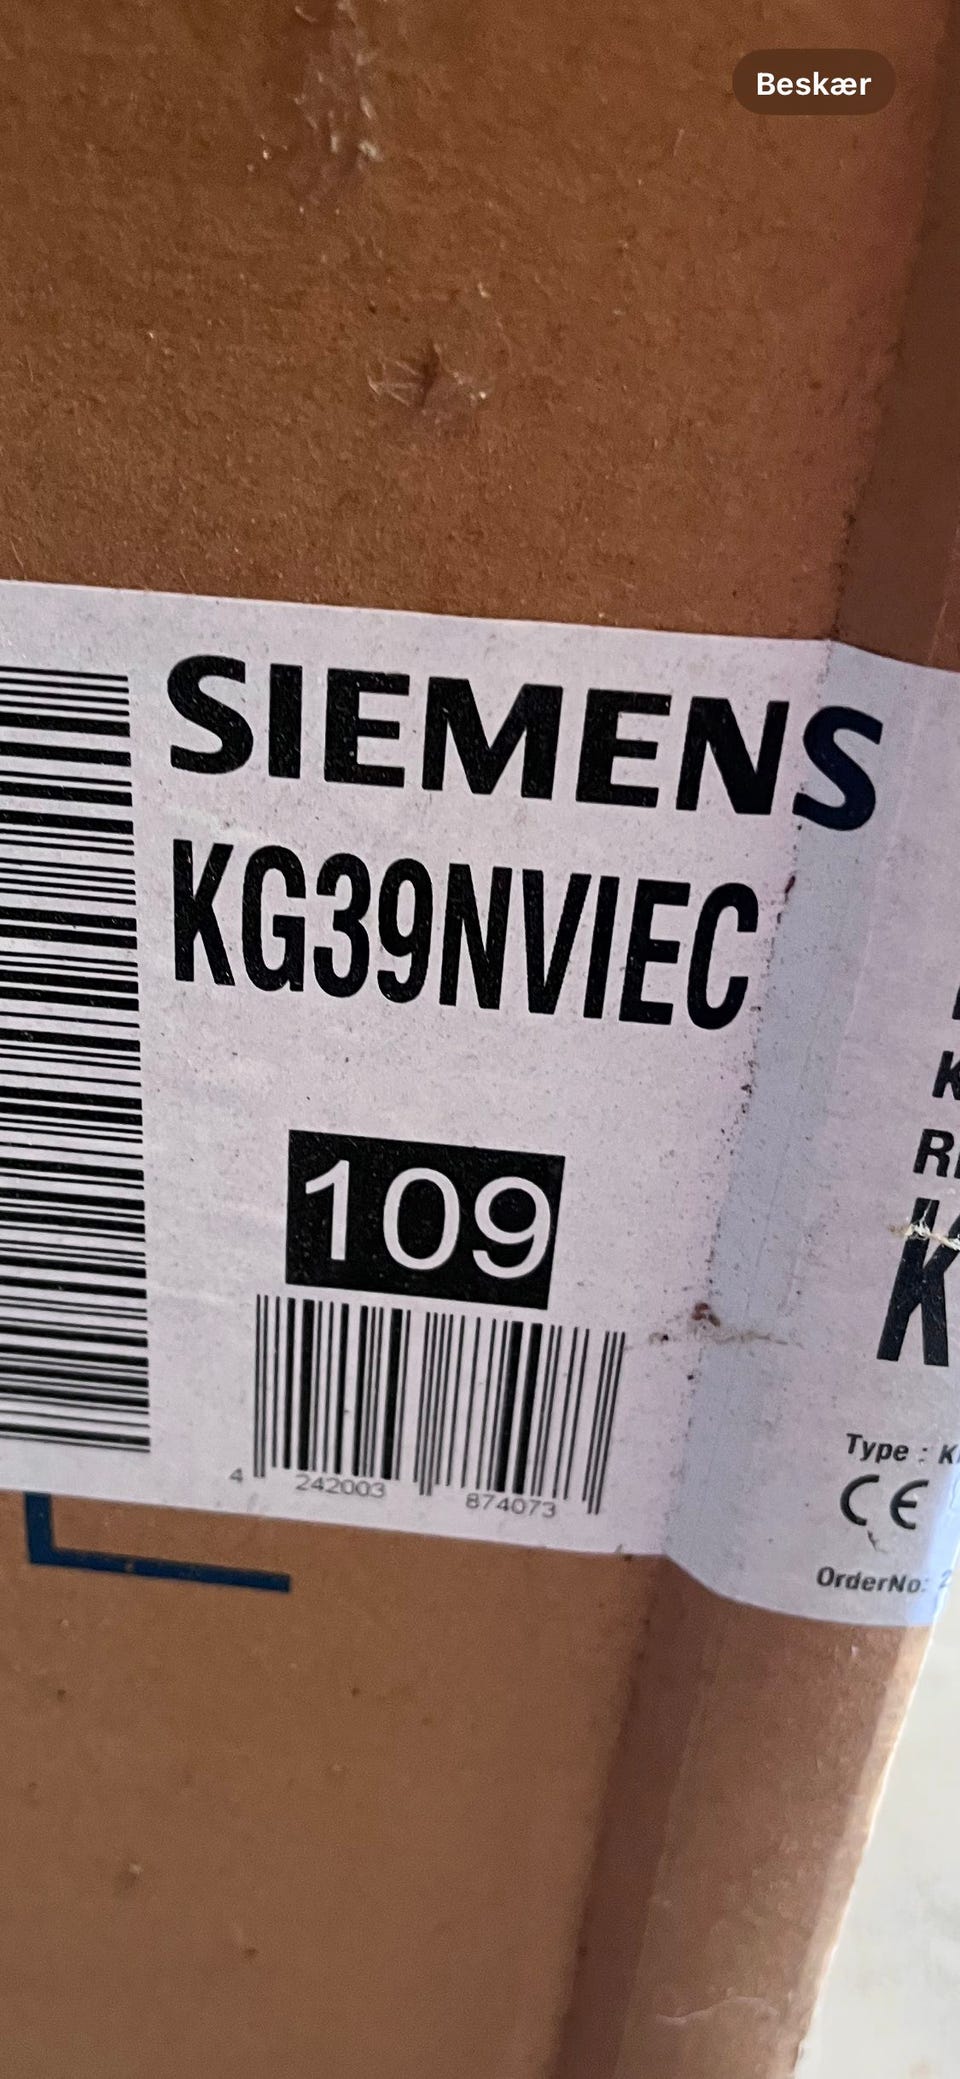 Beskær
SIEMENS
KG39NVIEC
109
4 242003 874073
Type :
CE
OrderNo: